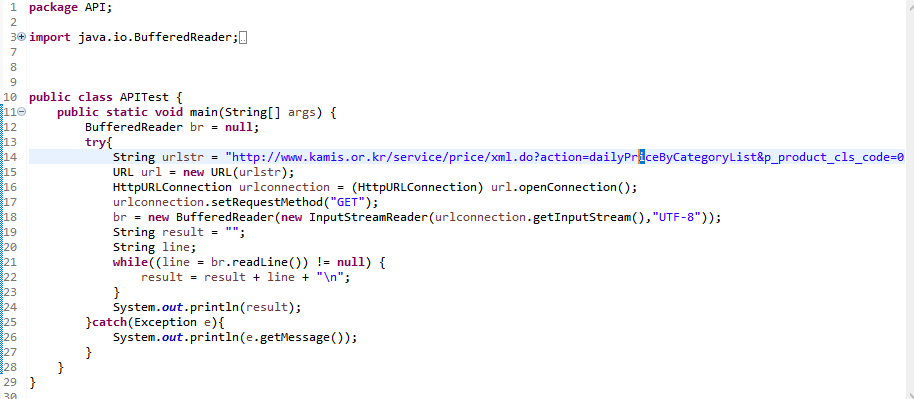 1 package API;
2
3 import java.io.BufferedReader;
7
8
9
10 public class APITest {
11 public static void main(String[] args) {
12 BufferedReader br = null;
13 try{
14 String urlstr = "http://www.kamis.or.kr/service/price/xml.do?action=dailyPriceByCategoryList&p_product_cls_code=0
15 URL url = new URL(urlstr);
16 HttpURLConnection urlconnection = (HttpURLConnection) url.openConnection();
17 urlconnection.setRequestMethod("GET");
18 br = new BufferedReader(new InputStreamReader(urlconnection.getInputStream(),"UTF-8"));
19 String result = "";
20 String line;
21 while((line = br.readLine()) != null) {
22 result = result + line + "\n";
23 }
24 System.out.println(result);
25 }catch(Exception e){
26 System.out.println(e.getMessage());
27 }
28 }
29 }
30